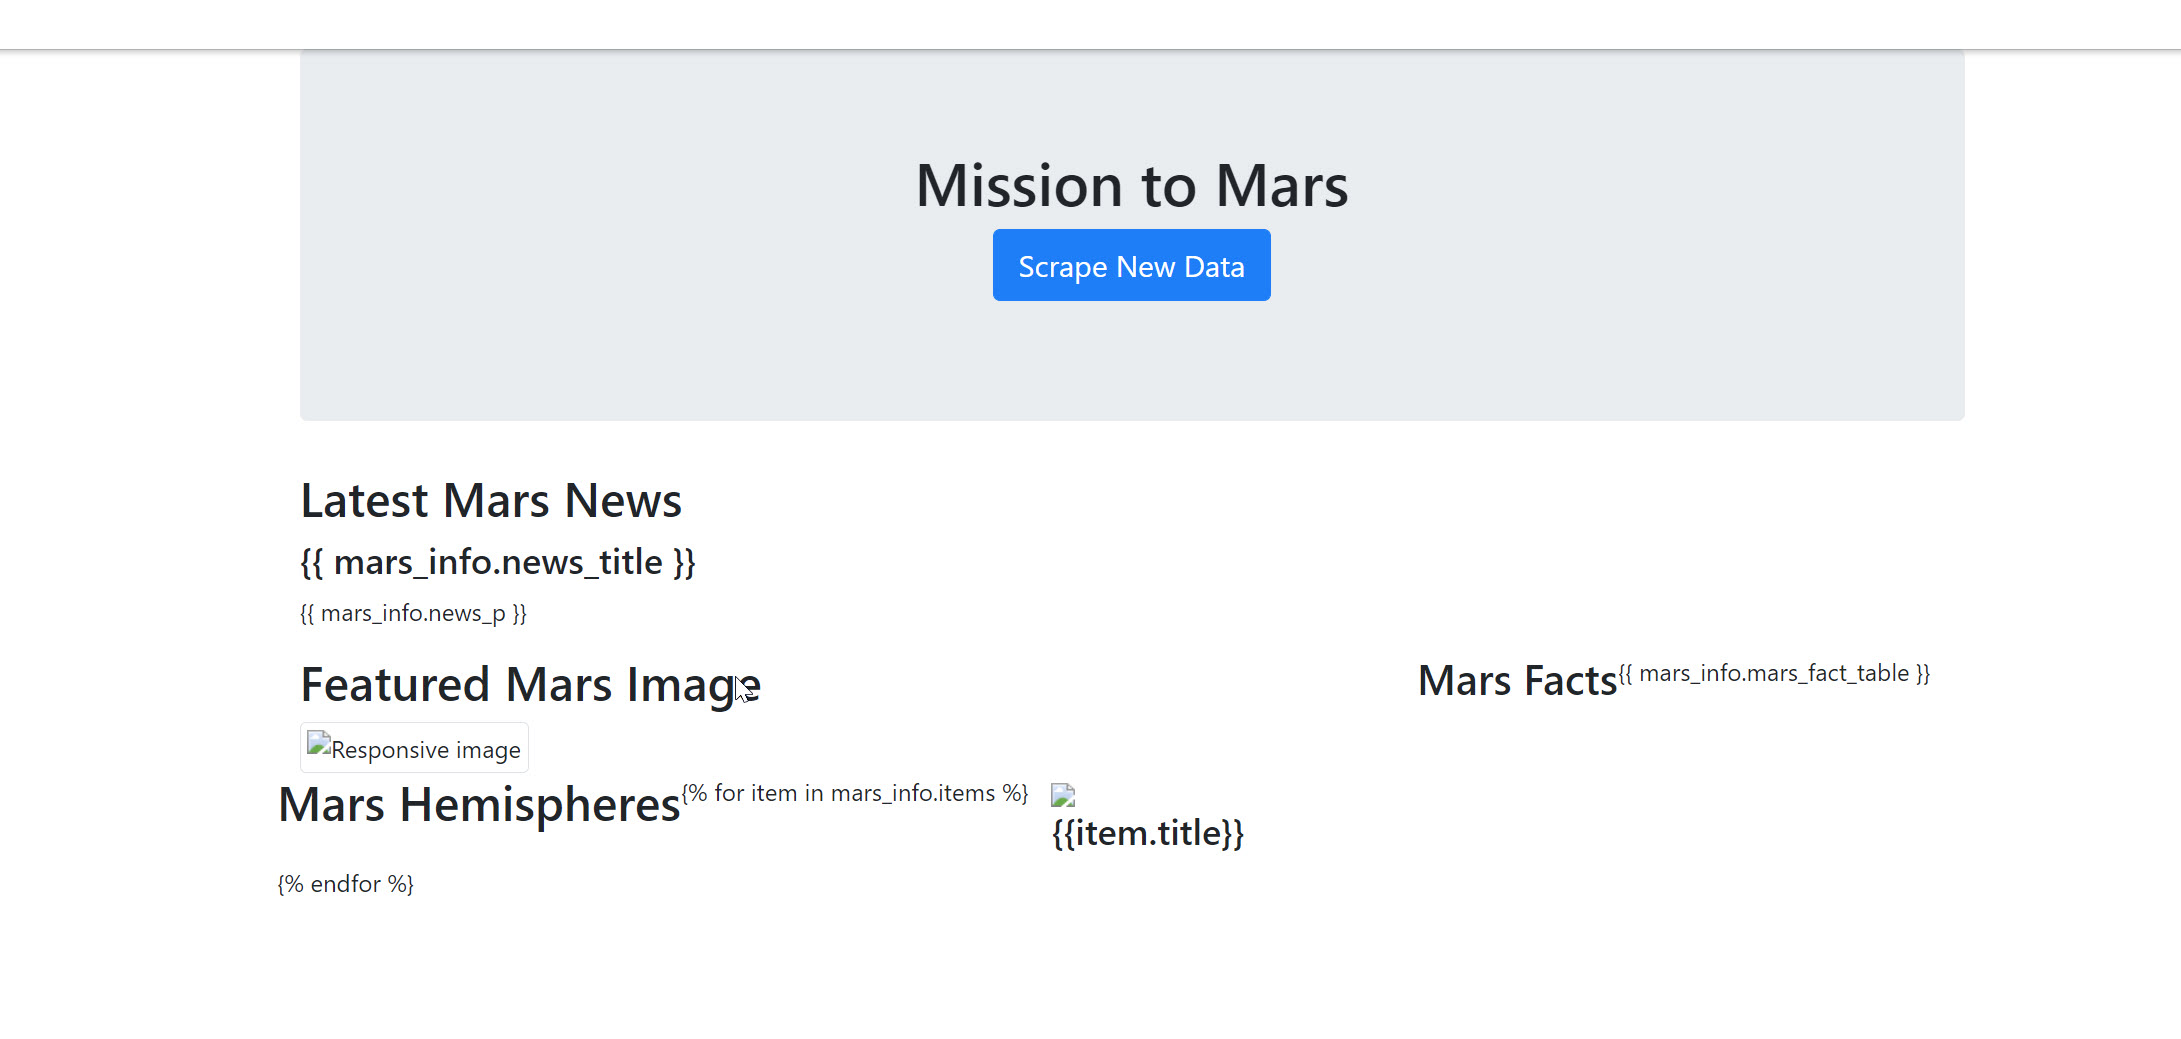 Mission to Mars
Scrape New Data
Latest Mars News
{{ mars_info.news_title }}
{{ mars_info.news_p }}
Featured Mars Image
Responsive image
Mars Facts{{ mars_info.mars_fact_table }}
Mars Hemispheres{% for item in mars_info.items %}
{{item.title}}
{% endfor %}